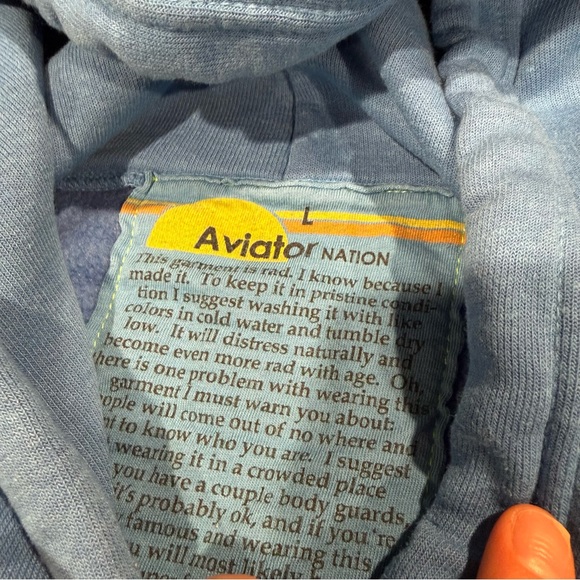 L
Aviator NATION
This garment is rad. I know because I
made it. To keep it in pristine condi-
tion I suggest washing it with like
colors in cold water and tumble dry
low. It will distress naturally and
become even more rad with age. Oh,
here is one problem with wearing this
garment I must warn you about:
ople will come out of no where and
nt to know who you are. I suggest
wearing it in a crowded place
you have a couple body guards,
it's probably ok, and if you're
famous and wearing this
u will most likely